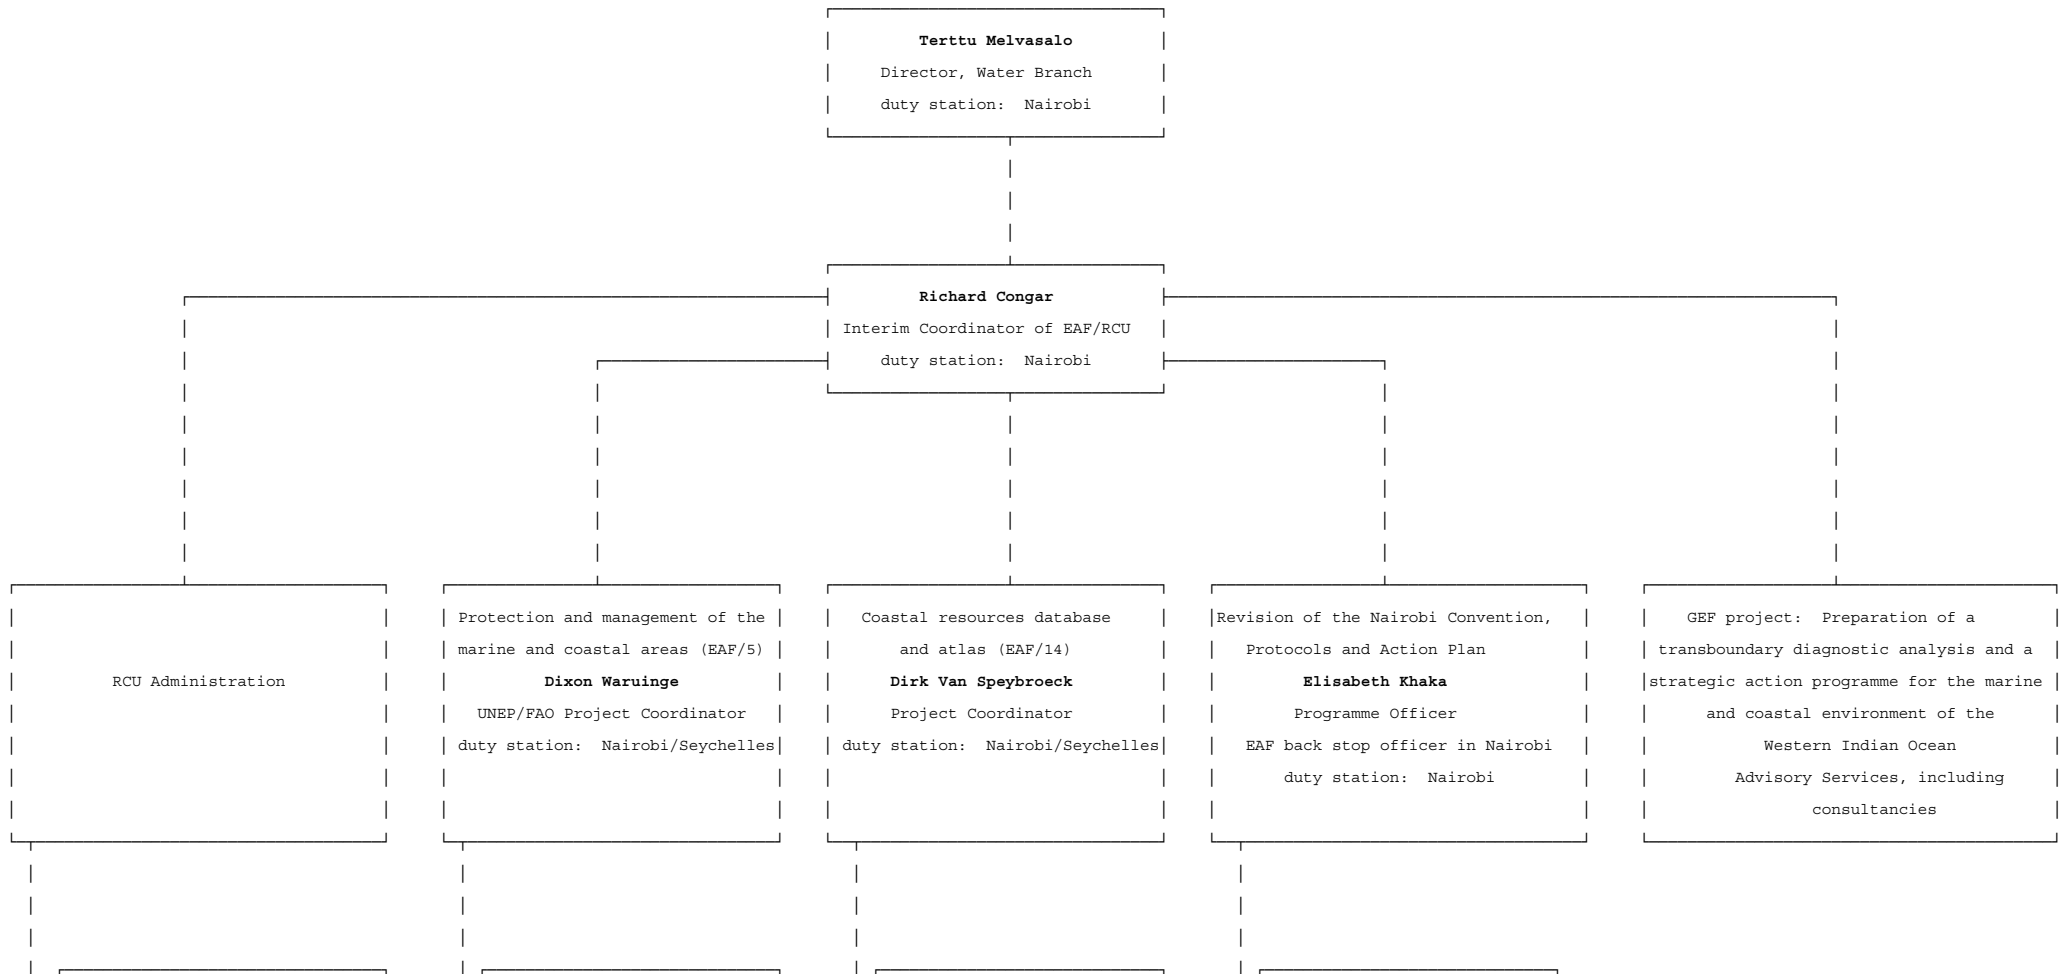 Terttu Melvasalo
Director, Water Branch
duty station:  Nairobi
Richard Congar
Interim Coordinator of EAF/RCU
duty station:  Nairobi
RCU Administration
Protection and management of the
marine and coastal areas (EAF/5)
Dixon Waruinge
UNEP/FAO Project Coordinator
duty station:  Nairobi/Seychelles
Coastal resources database
and atlas (EAF/14)
Dirk Van Speybroeck
Project Coordinator
duty station:  Nairobi/Seychelles
Revision of the Nairobi Convention,
Protocols and Action Plan
Elisabeth Khaka
Programme Officer
EAF back stop officer in Nairobi
duty station:  Nairobi
GEF project:  Preparation of a
transboundary diagnostic analysis and a
strategic action programme for the marine
and coastal environment of the
Western Indian Ocean
Advisory Services, including
consultancies